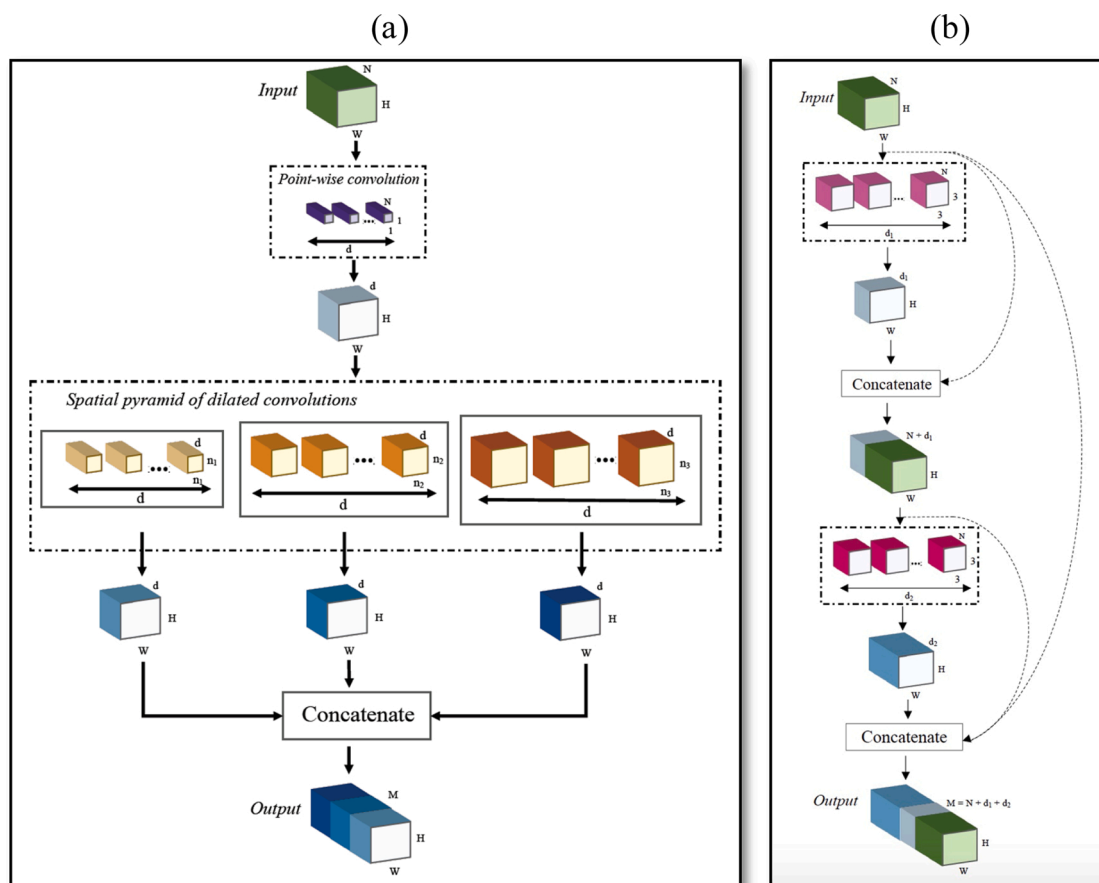 (a)
N
Input
H
W
Point-wise convolution
N
...
1
1
d
d
H
W
Spatial pyramid of dilated convolutions
d
n1
n1
d
d
n2
n2
d
d
n3
n3
d
d
H
W
d
H
W
d
H
W
Concatenate
Output
M
H
W
(b)
N
Input
H
W
N
...
3
3
d1
d1
H
W
Concatenate
N + d1
H
W
N
...
3
3
d2
d2
H
W
Concatenate
Output
M = N + d1 + d2
H
W